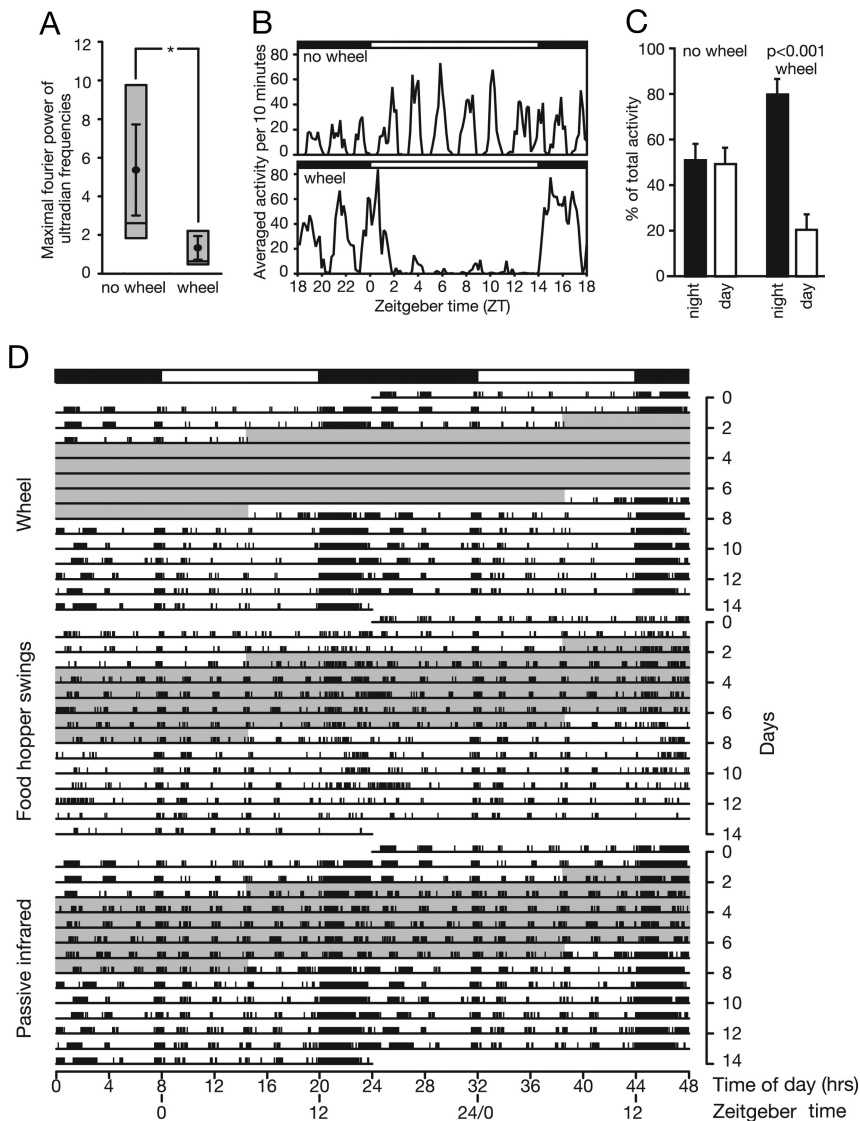 A
Maximal fourier power of
ultradian frequencies
12
10
8
6
4
2
0
*
no wheel
wheel
B
Averaged activity per 10 minutes
no wheel
80
60
40
20
0
wheel
80
60
40
20
0
18 20 22 0 2 4 6 8 10 12 14 16 18
Zeitgeber time (ZT)
C
% of total activity
100
80
60
40
20
0
no wheel
p<0.001
wheel
night
day
night
day
D
Wheel
0
2
4
6
8
10
12
14
Food hopper swings
0
2
4
6
8
10
12
14
Days
Passive infrared
0
2
4
6
8
10
12
14
0 4 8 12 16 20 24 28 32 36 40 44 48
Time of day (hrs)
0 12 24/0 12
Zeitgeber time